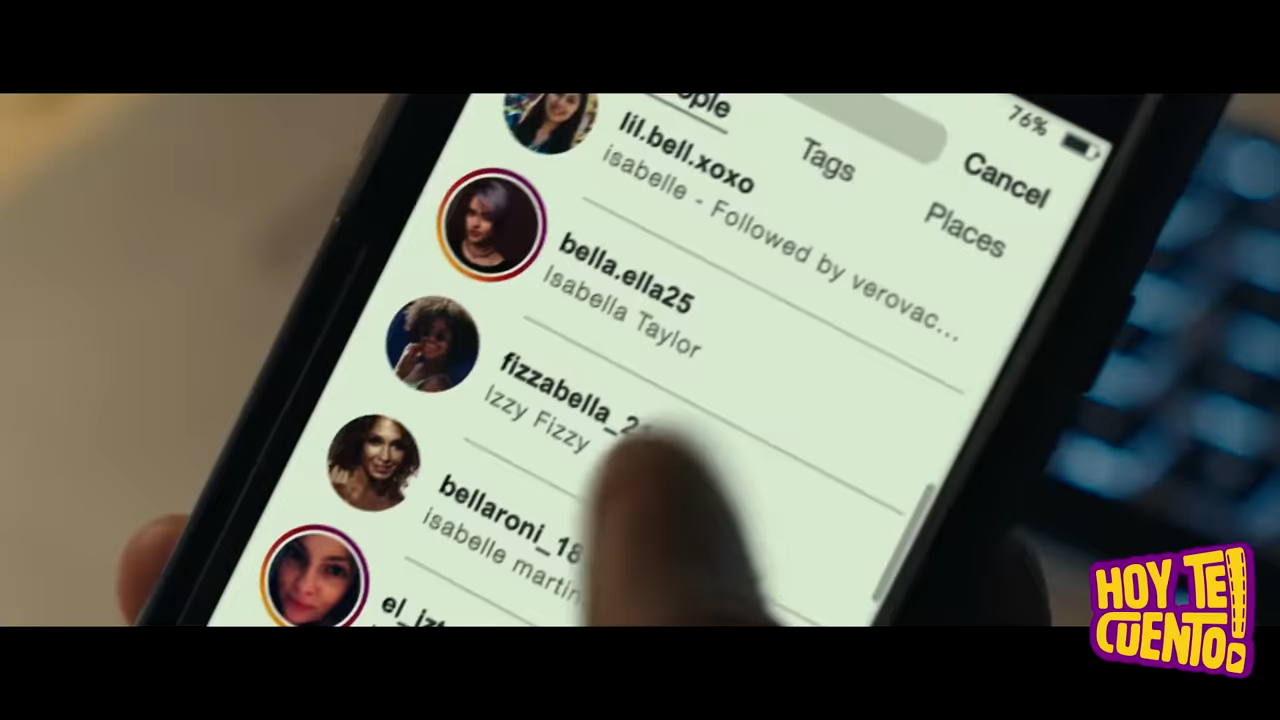 76%
Cancel
Tags
Places
lil.bell.xoxo
isabelle - Followed by verovac...
bella.ella25
Isabella Taylor
fizzabella_2
Izzy Fizzy
bellaroni_18
isabelle martin
HOY TE
CUENTO!